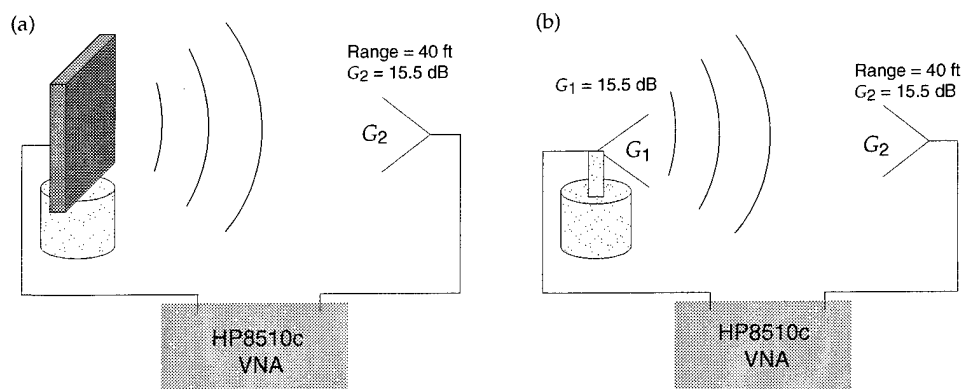 (a)
Range = 40 ft
G2 = 15.5 dB
G2
HP8510c
VNA
(b)
G1 = 15.5 dB
Range = 40 ft
G2 = 15.5 dB
G1
G2
HP8510c
VNA